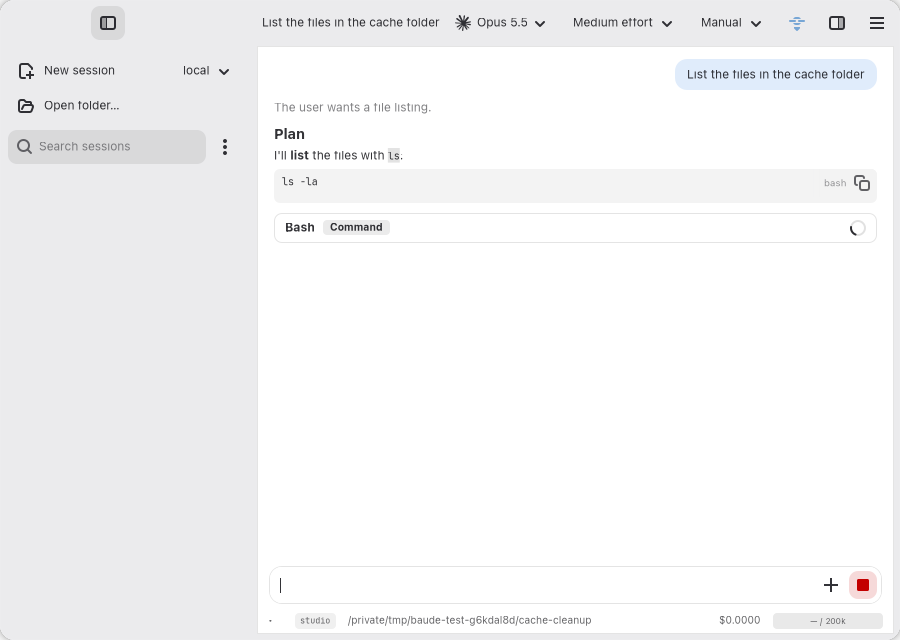 List the files in the cache folder
Opus 5.5
Medium effort
Manual
New session
local
Open folder...
Search sessions
List the files in the cache folder
The user wants a file listing.
Plan
I'll list the files with ls:
ls -la
bash
Bash
Command
studio
/private/tmp/baude-test-g6kdal8d/cache-cleanup
$0.0000
— / 200k